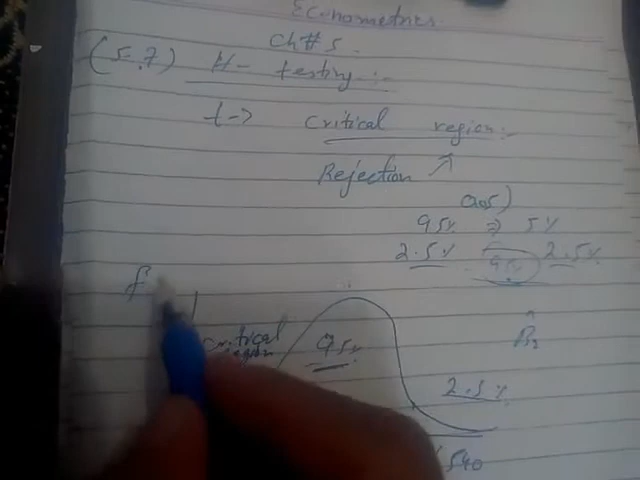 Econometrics
Ch# 5.
(5.7) H- testing :-
t-> critical region:-
Rejection
95% => 5%
2.5% 95% 2.5%
f
critical
region
95%
β̂2
2.5%
540